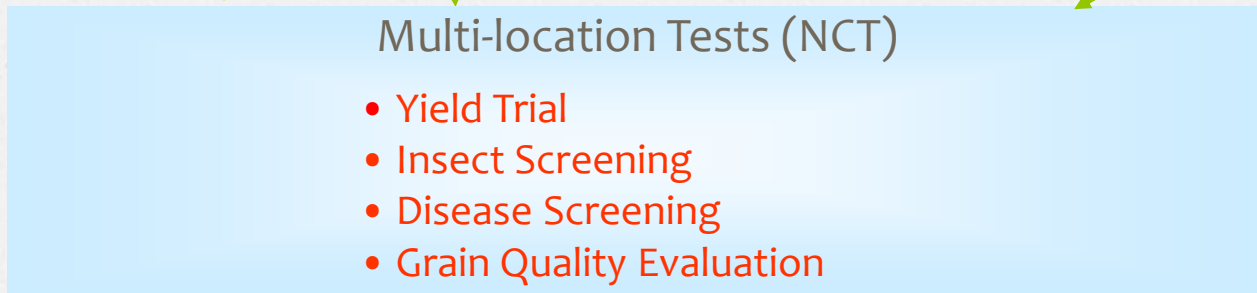 Multi-location Tests (NCT)
• Yield Trial
• Insect Screening
• Disease Screening
• Grain Quality Evaluation